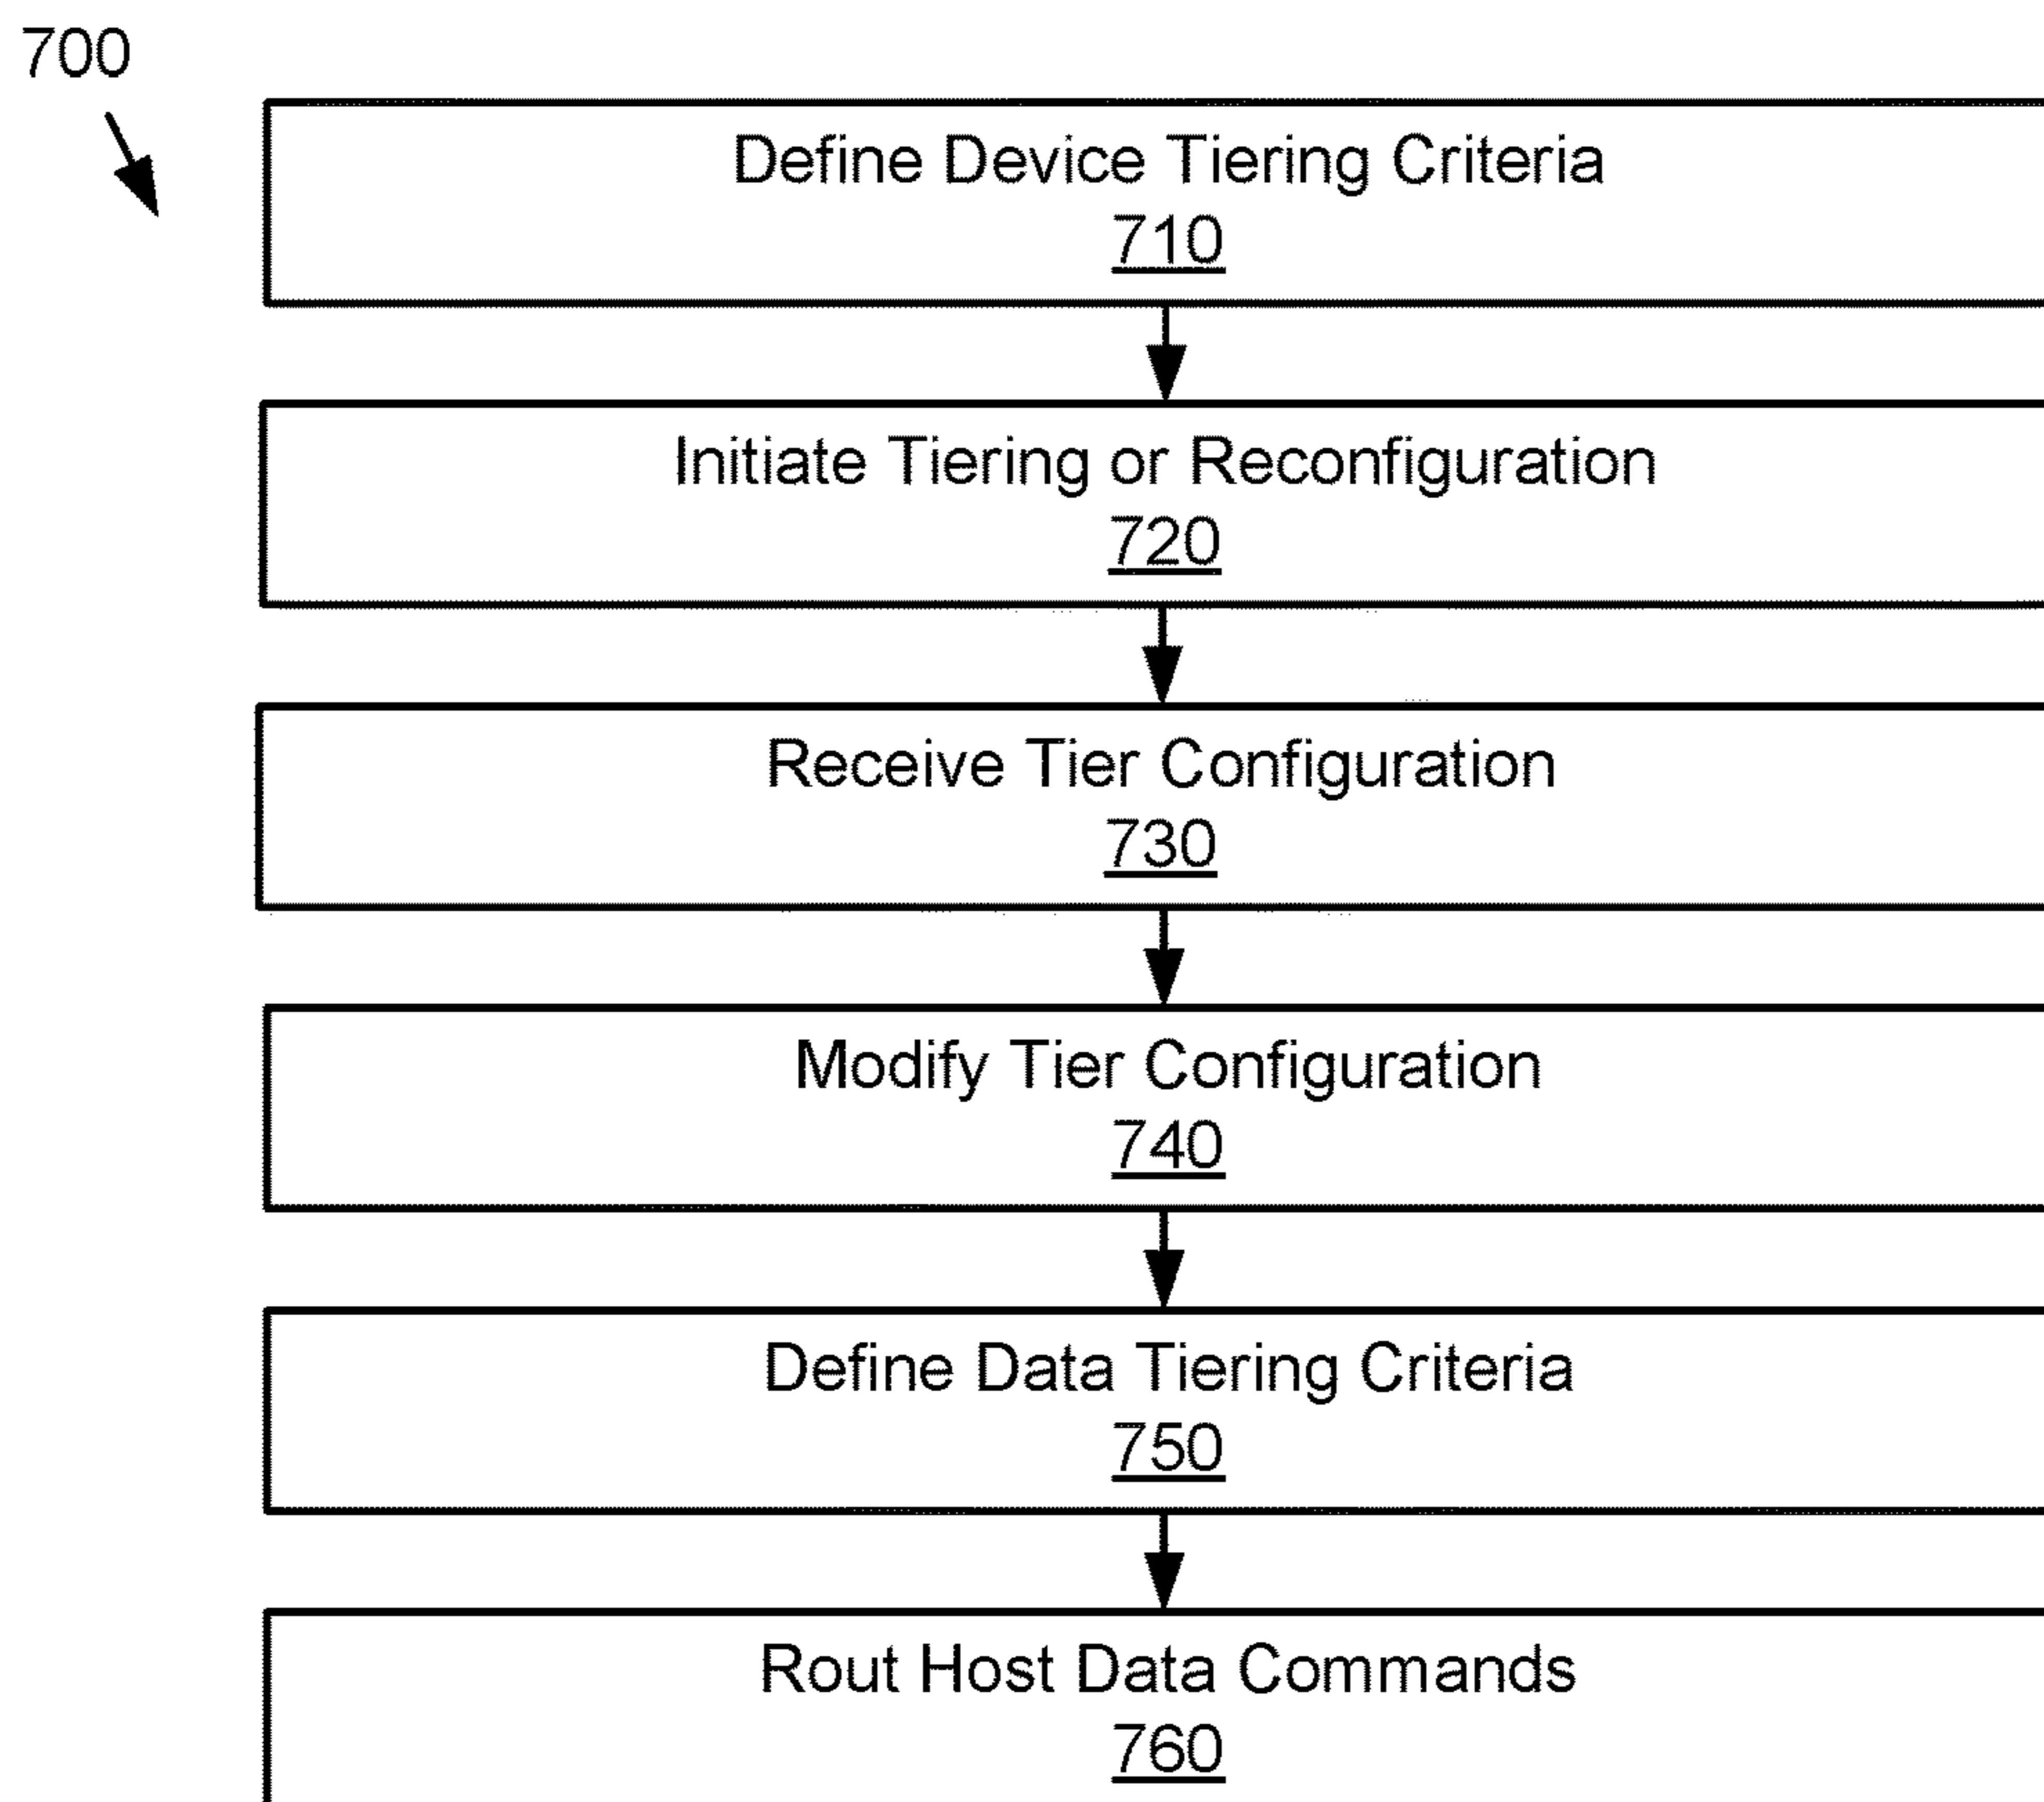 700
Define Device Tiering Criteria
710
Initiate Tiering or Reconfiguration
720
Receive Tier Configuration
730
Modify Tier Configuration
740
Define Data Tiering Criteria
750
Rout Host Data Commands
760